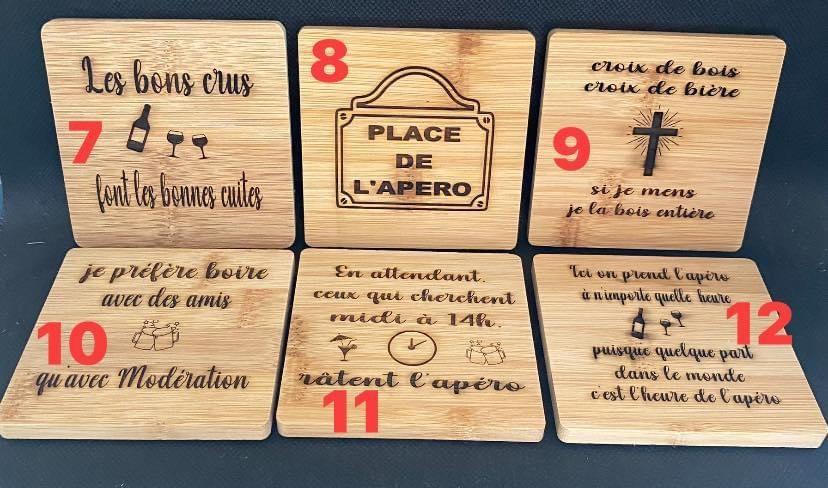 Les bons crus
7
font les bonnes cuites
8
PLACE
DE
L'APERO
croix de bois
croix de bière
9
si je mens
je la bois entière
je préfère boire
avec des amis
10
qu'avec Modération
En attendant,
ceux qui cherchent
midi à 14h,
râtent l'apéro
11
Ici on prend l'apéro
à n'importe quelle heure
12
puisque quelque part
dans le monde
c'est l'heure de l'apéro